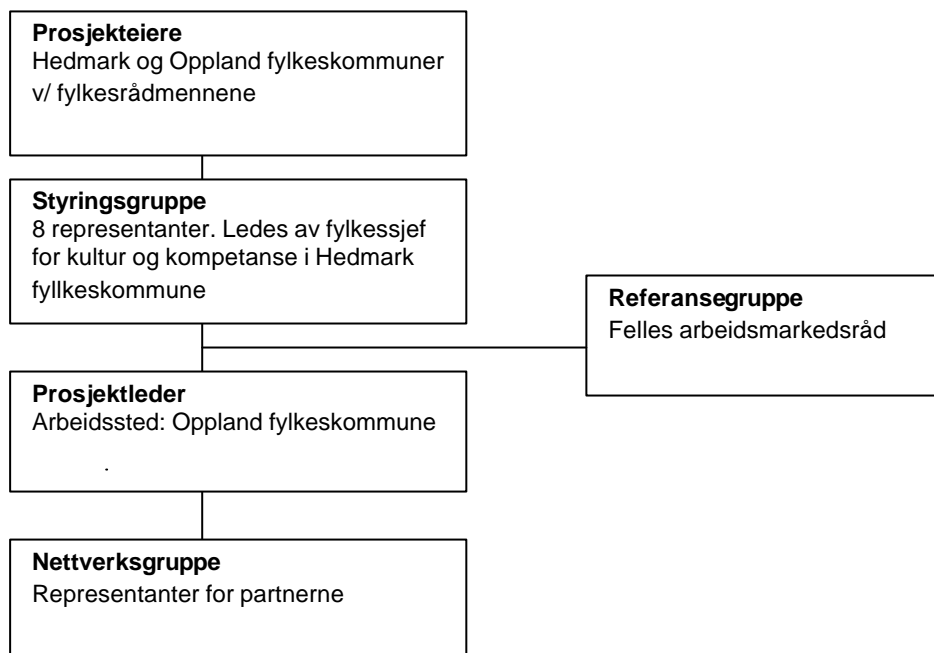 Prosjekteiere
Hedmark og Oppland fylkeskommuner
v/ fylkesrådmennene
Styringsgruppe
8 representanter. Ledes av fylkessjef
for kultur og kompetanse i Hedmark
fyllkeskommune
Referansegruppe
Felles arbeidsmarkedsråd
Prosjektleder
Arbeidssted: Oppland fylkeskommune
.
Nettverksgruppe
Representanter for partnerne